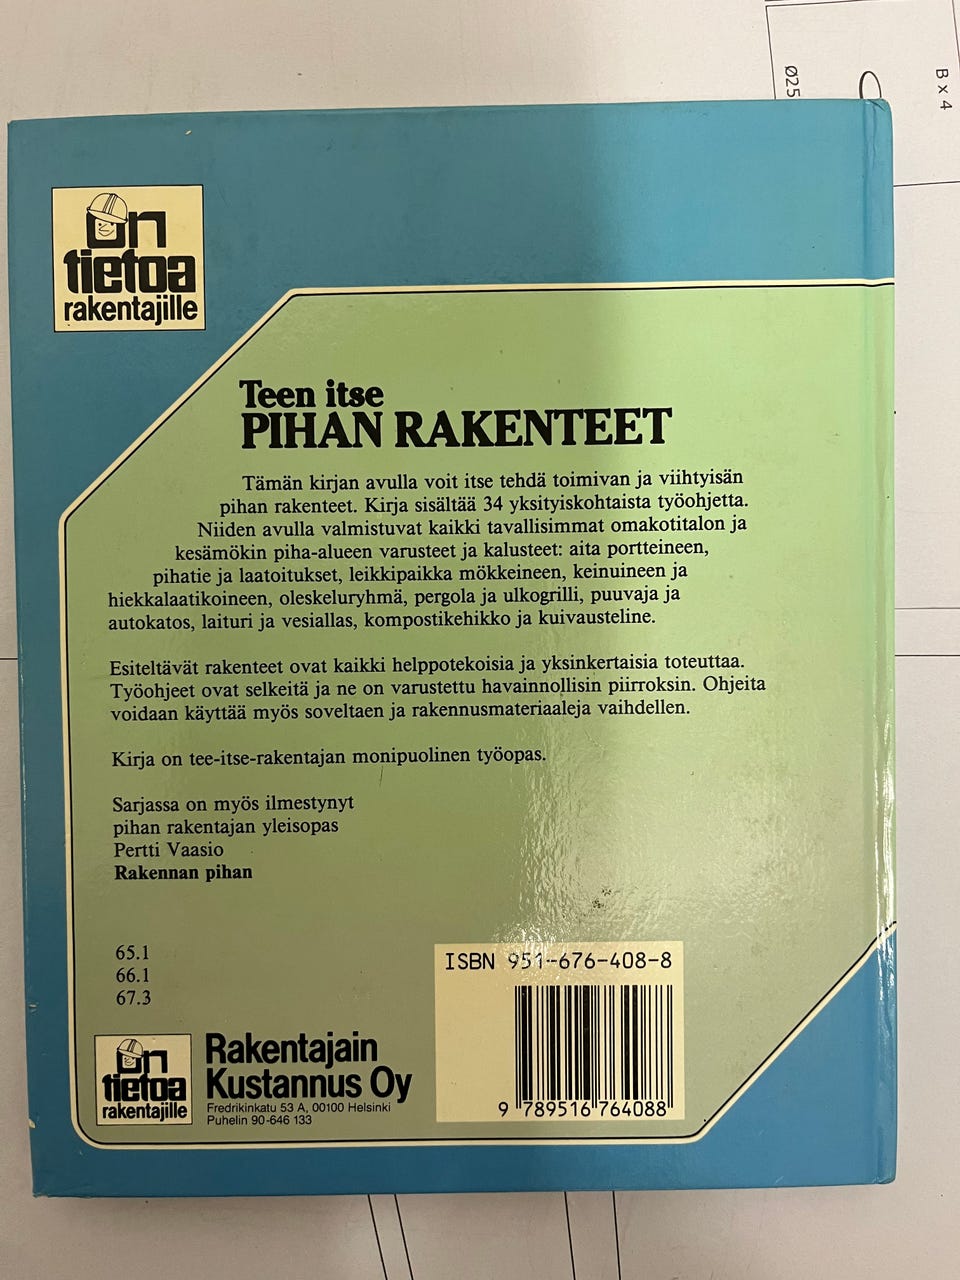 B x 4
Ø25
on
tietoa
rakentajille
Teen itse
PIHAN RAKENTEET
Tämän kirjan avulla voit itse tehdä toimivan ja viihtyisän
pihan rakenteet. Kirja sisältää 34 yksityiskohtaista työohjetta.
Niiden avulla valmistuvat kaikki tavallisimmat omakotitalon ja
kesämökin piha-alueen varusteet ja kalusteet: aita portteineen,
pihatie ja laatoitukset, leikkipaikka mökkeineen, keinuineen ja
hiekkalaatikoineen, oleskeluryhmä, pergola ja ulkogrilli, puuvaja ja
autokatos, laituri ja vesiallas, kompostikehikko ja kuivausteline.
Esiteltävät rakenteet ovat kaikki helppotekoisia ja yksinkertaisia toteuttaa.
Työohjeet ovat selkeitä ja ne on varustettu havainnollisin piirroksin. Ohjeita
voidaan käyttää myös soveltaen ja rakennusmateriaaleja vaihdellen.
Kirja on tee-itse-rakentajan monipuolinen työopas.
Sarjassa on myös ilmestynyt
pihan rakentajan yleisopas
Pertti Vaasio
Rakennan pihan
65.1
66.1
67.3
on
tietoa
rakentajille
Rakentajain
Kustannus Oy
Fredrikinkatu 53 A, 00100 Helsinki
Puhelin 90-646 133
ISBN 951-676-408-8
9 789516 764088